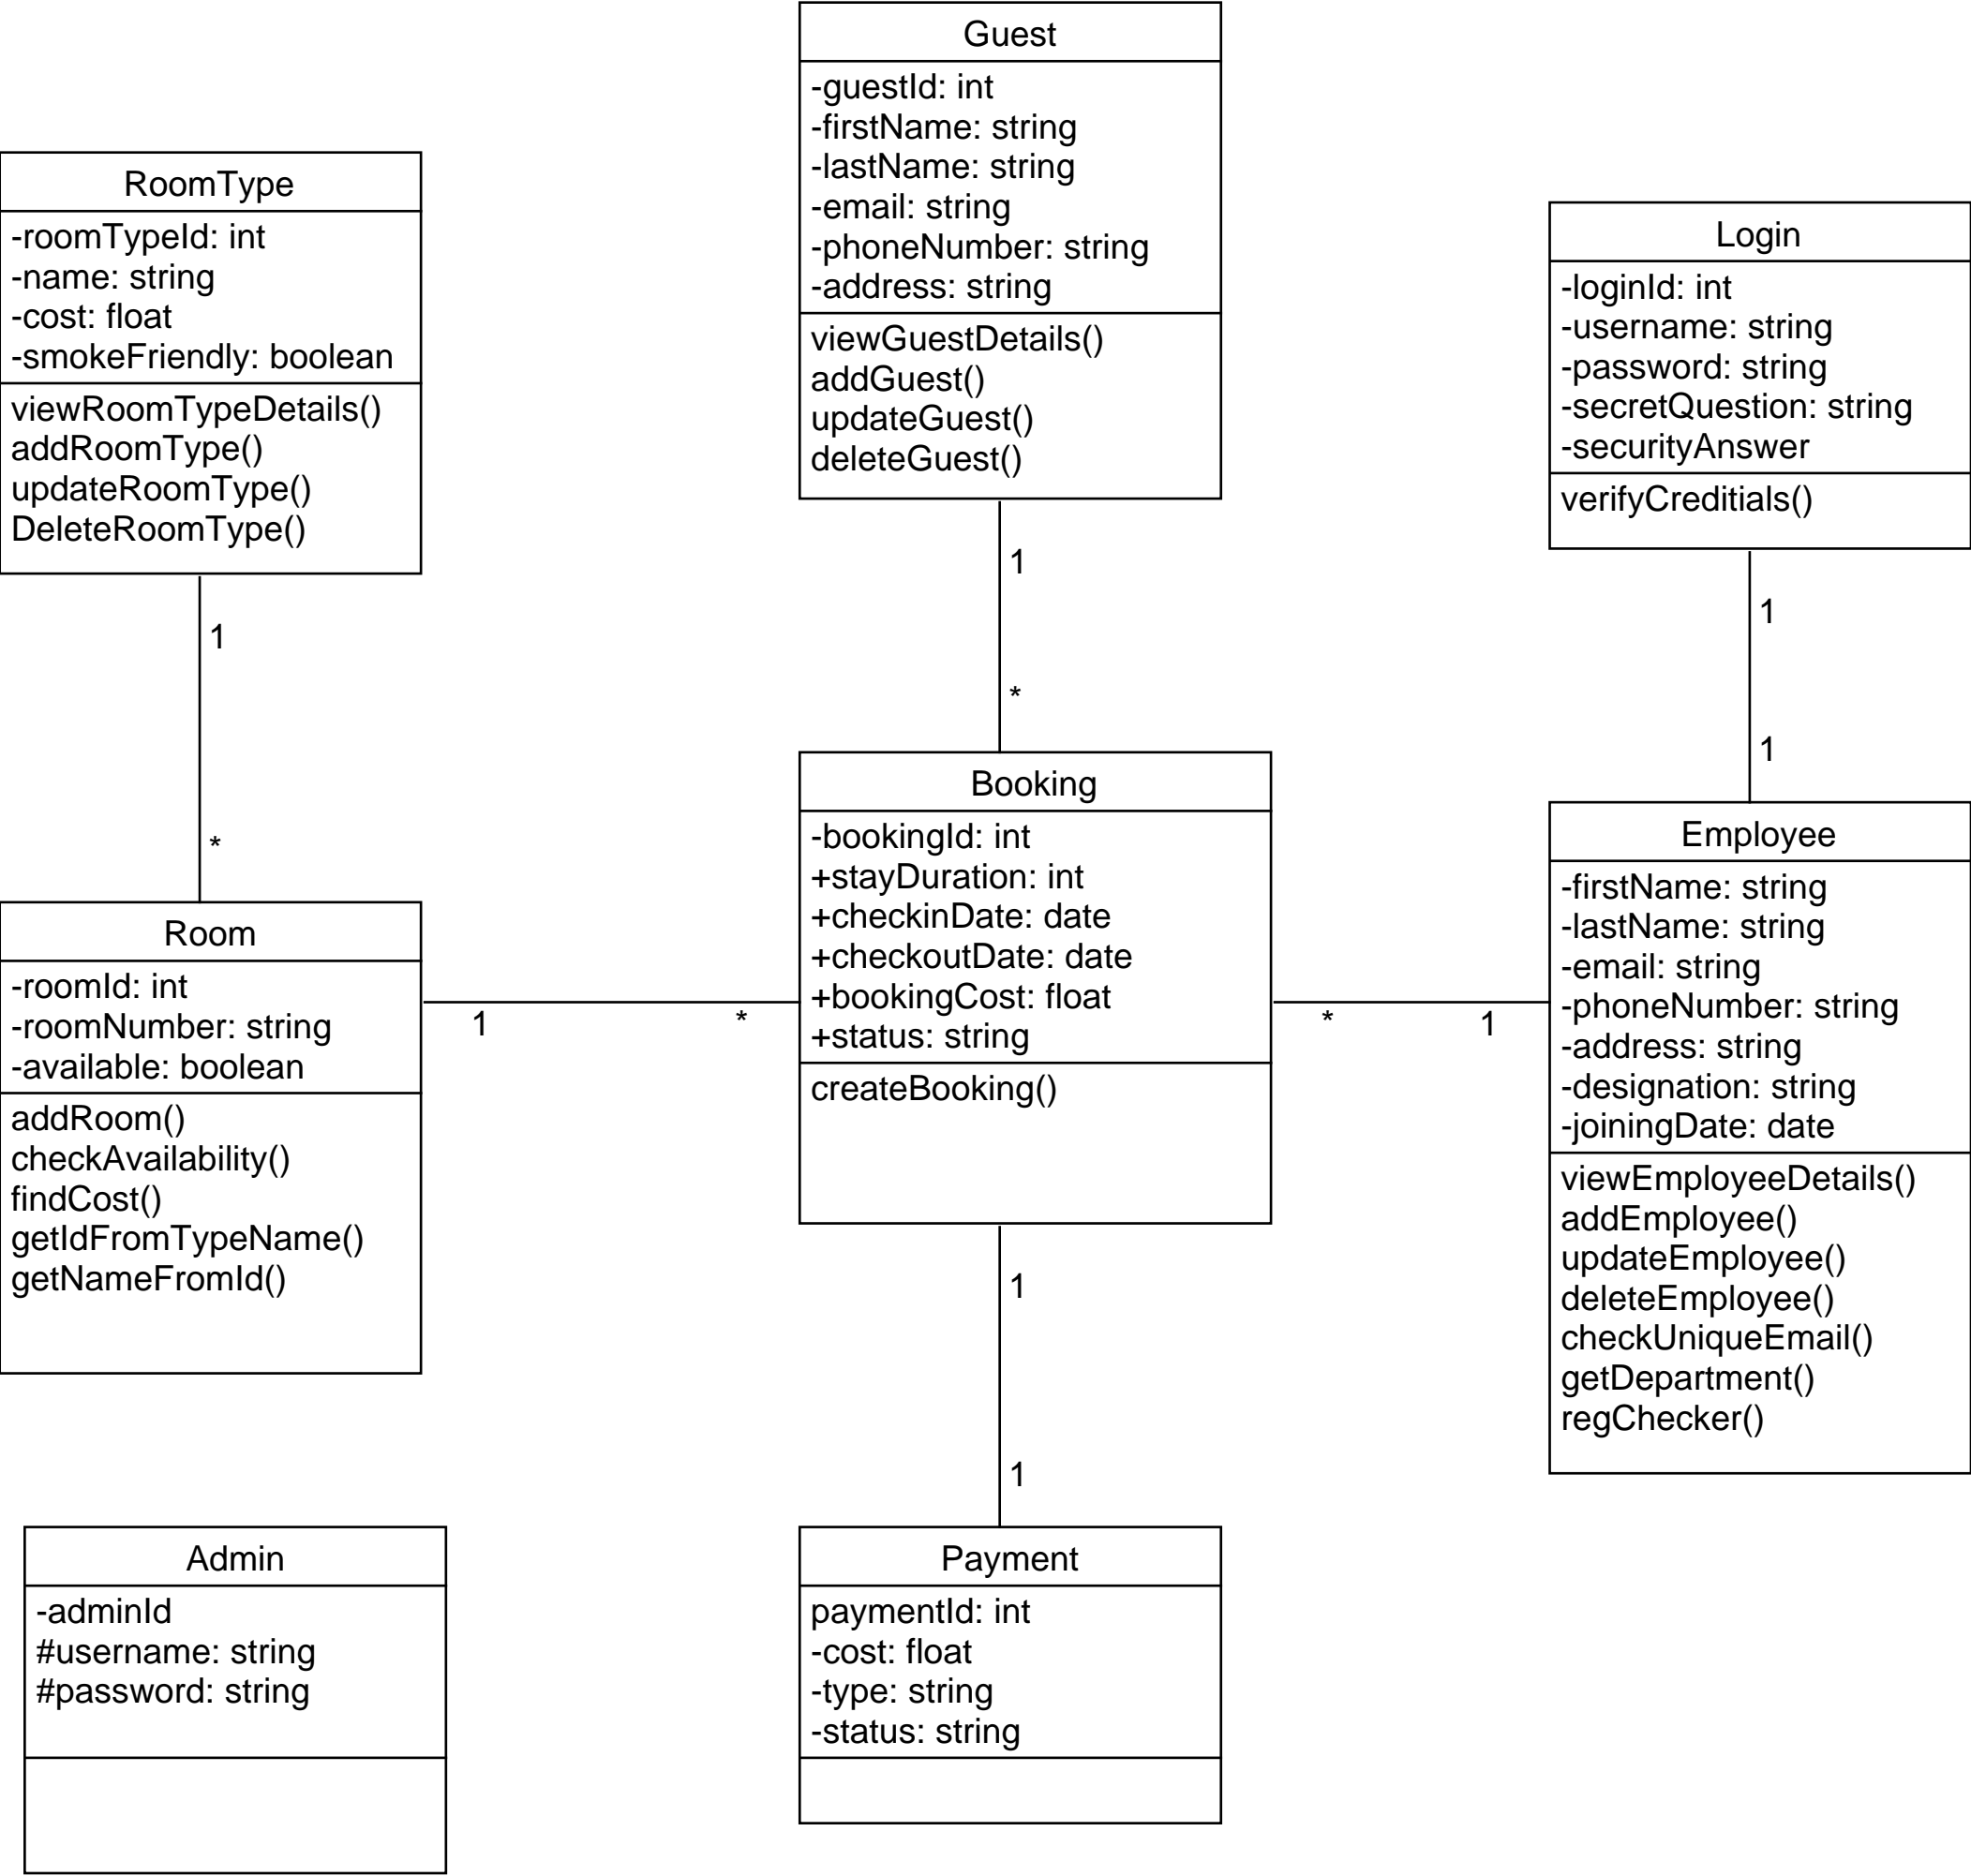 Guest
-guestId: int
-firstName: string
-lastName: string
-email: string
-phoneNumber: string
-address: string
viewGuestDetails()
addGuest()
updateGuest()
deleteGuest()
RoomType
-roomTypeId: int
-name: string
-cost: float
-smokeFriendly: boolean
viewRoomTypeDetails()
addRoomType()
updateRoomType()
DeleteRoomType()
Login
-loginId: int
-username: string
-password: string
-secretQuestion: string
-securityAnswer
verifyCreditials()
1
*
1
*
1
1
Booking
-bookingId: int
+stayDuration: int
+checkinDate: date
+checkoutDate: date
+bookingCost: float
+status: string
createBooking()
Employee
-firstName: string
-lastName: string
-email: string
-phoneNumber: string
-address: string
-designation: string
-joiningDate: date
viewEmployeeDetails()
addEmployee()
updateEmployee()
deleteEmployee()
checkUniqueEmail()
getDepartment()
regChecker()
Room
-roomId: int
-roomNumber: string
-available: boolean
addRoom()
checkAvailability()
findCost()
getIdFromTypeName()
getNameFromId()
1
*
*
1
1
1
Admin
-adminId
#username: string
#password: string
Payment
paymentId: int
-cost: float
-type: string
-status: string